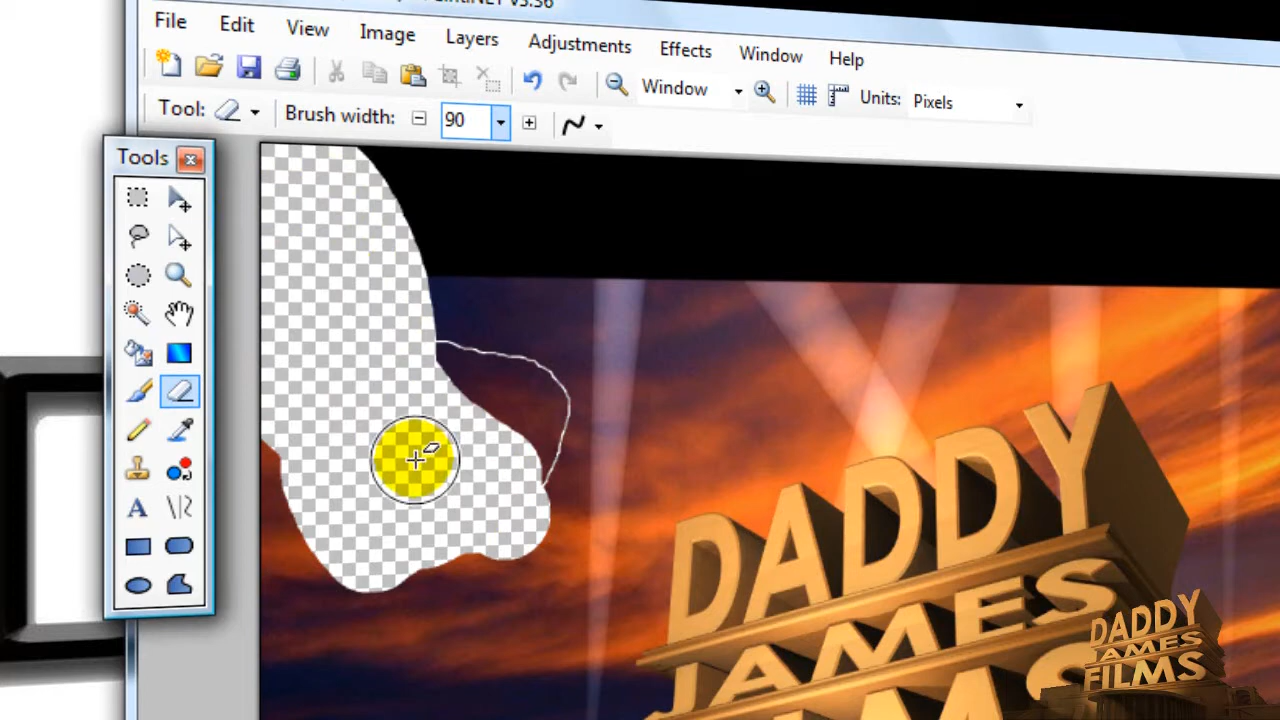 File Edit View Image Layers Adjustments Effects Window Help
Window Units: Pixels
Tool: Brush width: 90
Tools
A
DADDY
JAMES
DADDY
JAMES
FILMS